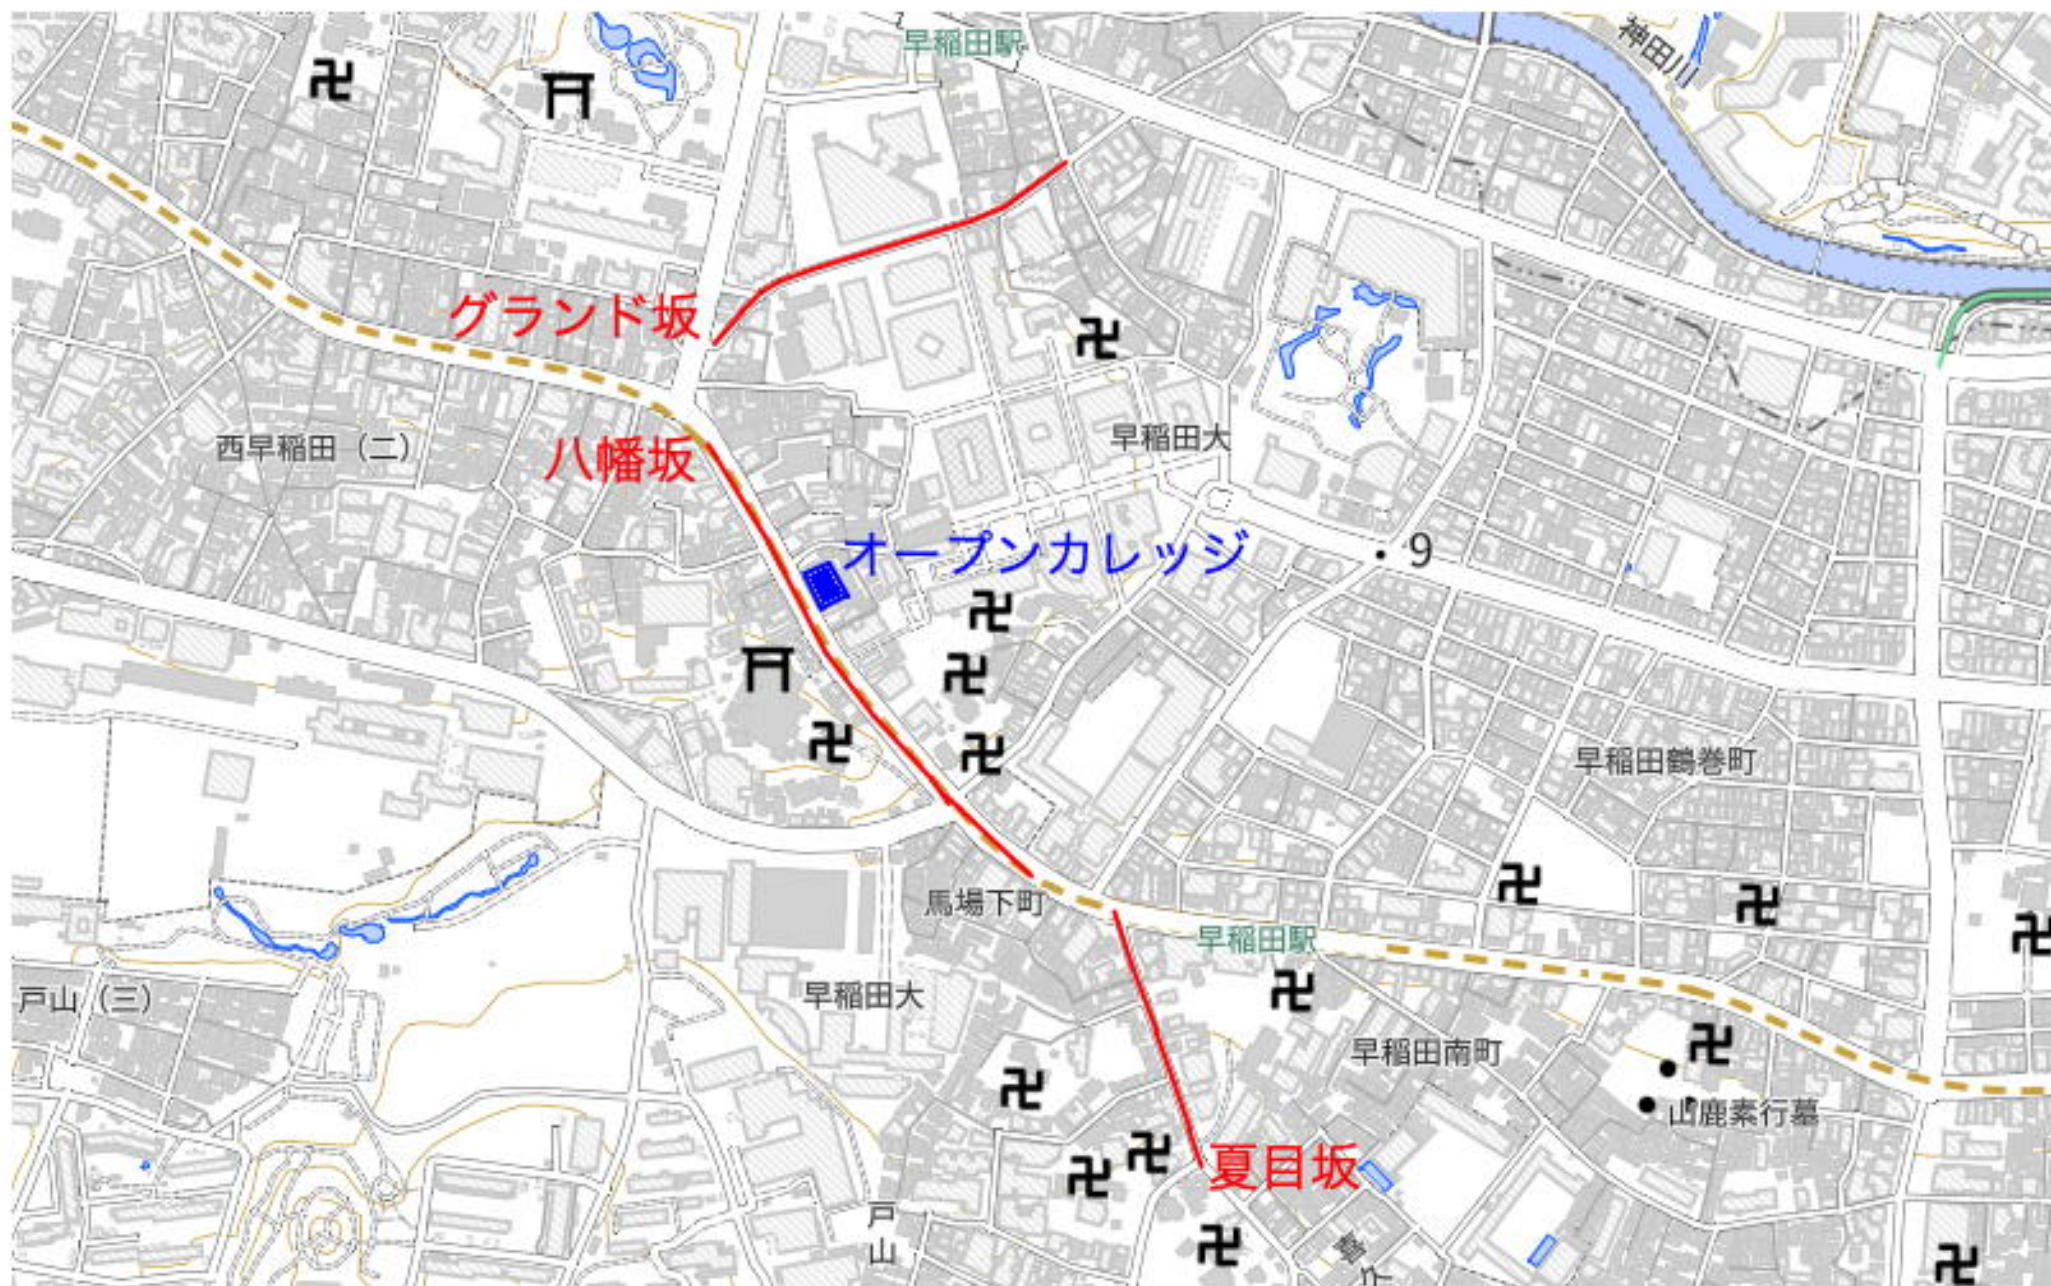 早稲田駅
神田川
グランド坂
西早稲田（二）
八幡坂
早稲田大
オープンカレッジ
9
早稲田鶴巻町
馬場下町
早稲田駅
戸山（三）
早稲田大
早稲田南町
山鹿素行墓
夏目坂
戸山